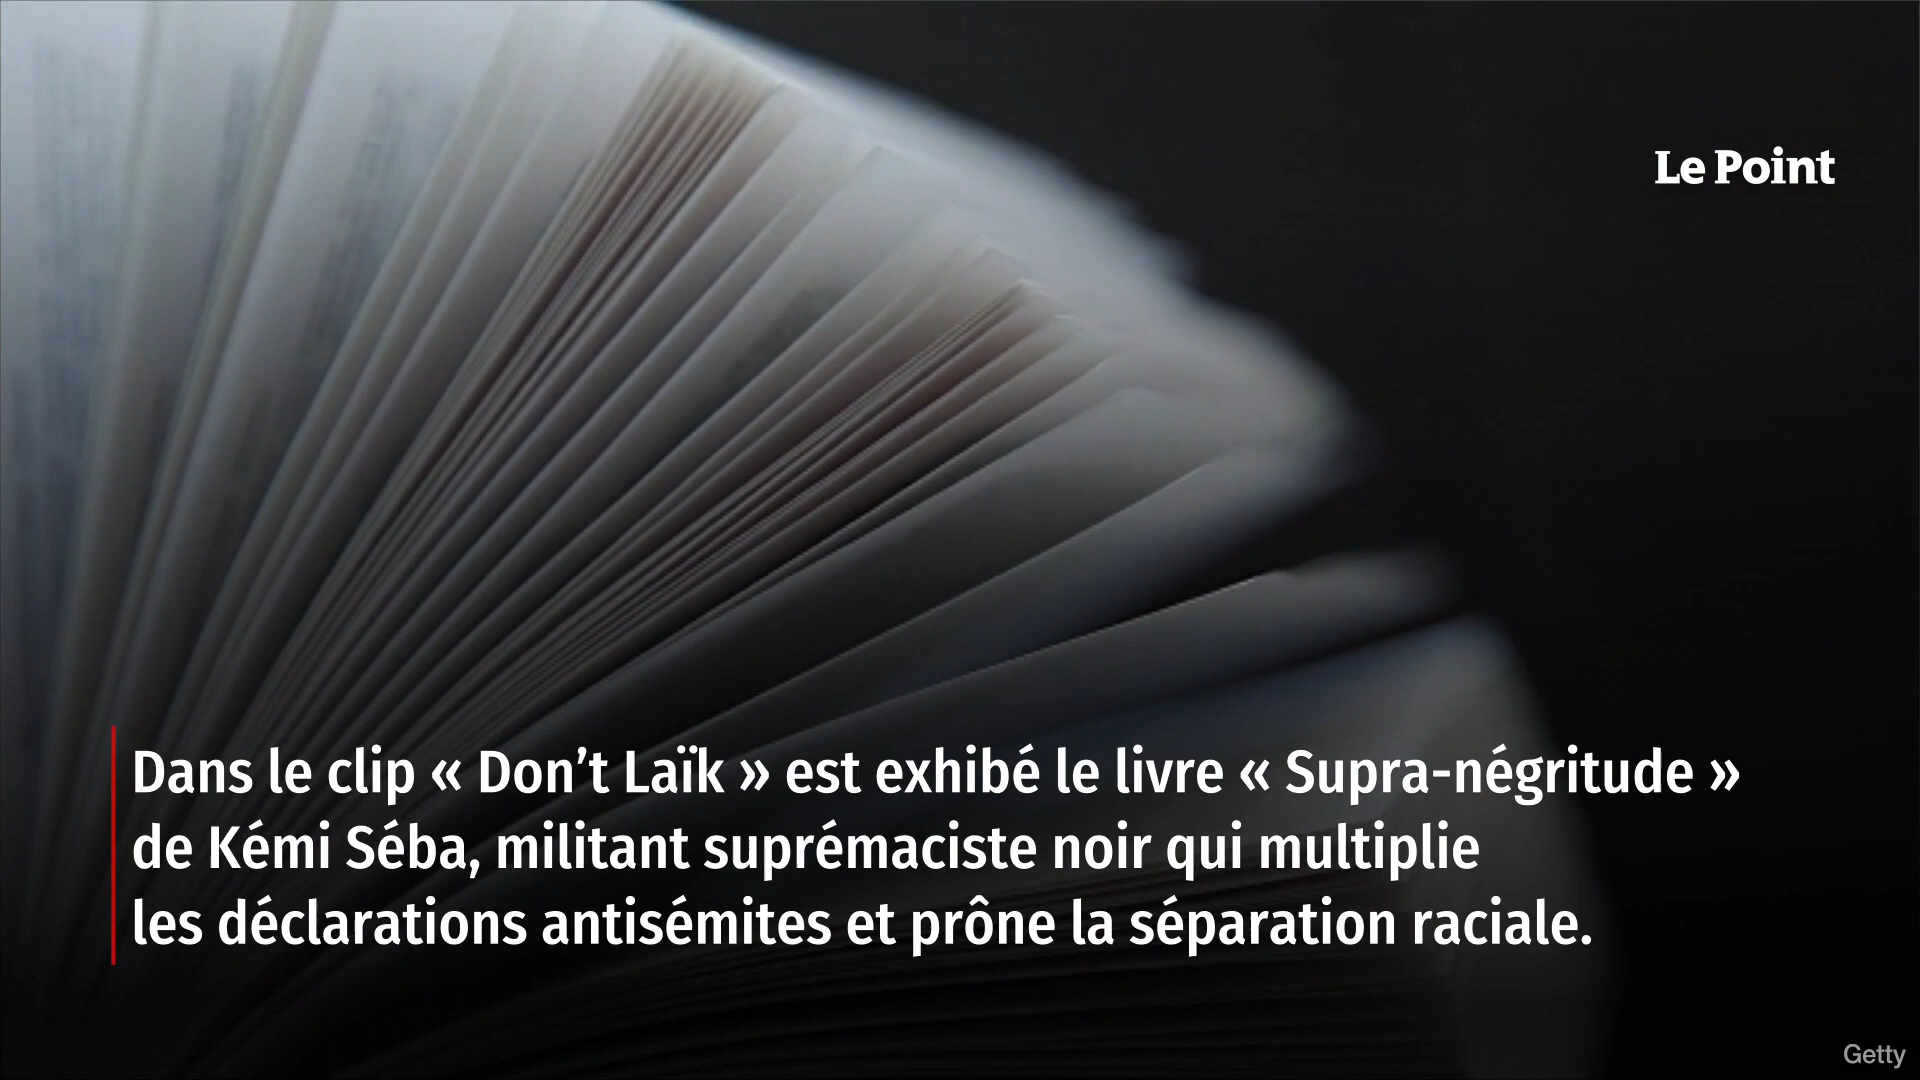 Le Point
Dans le clip « Don’t Laïk » est exhibé le livre « Supra-négritude »
de Kémi Séba, militant suprémaciste noir qui multiplie
les déclarations antisémites et prône la séparation raciale.
Getty